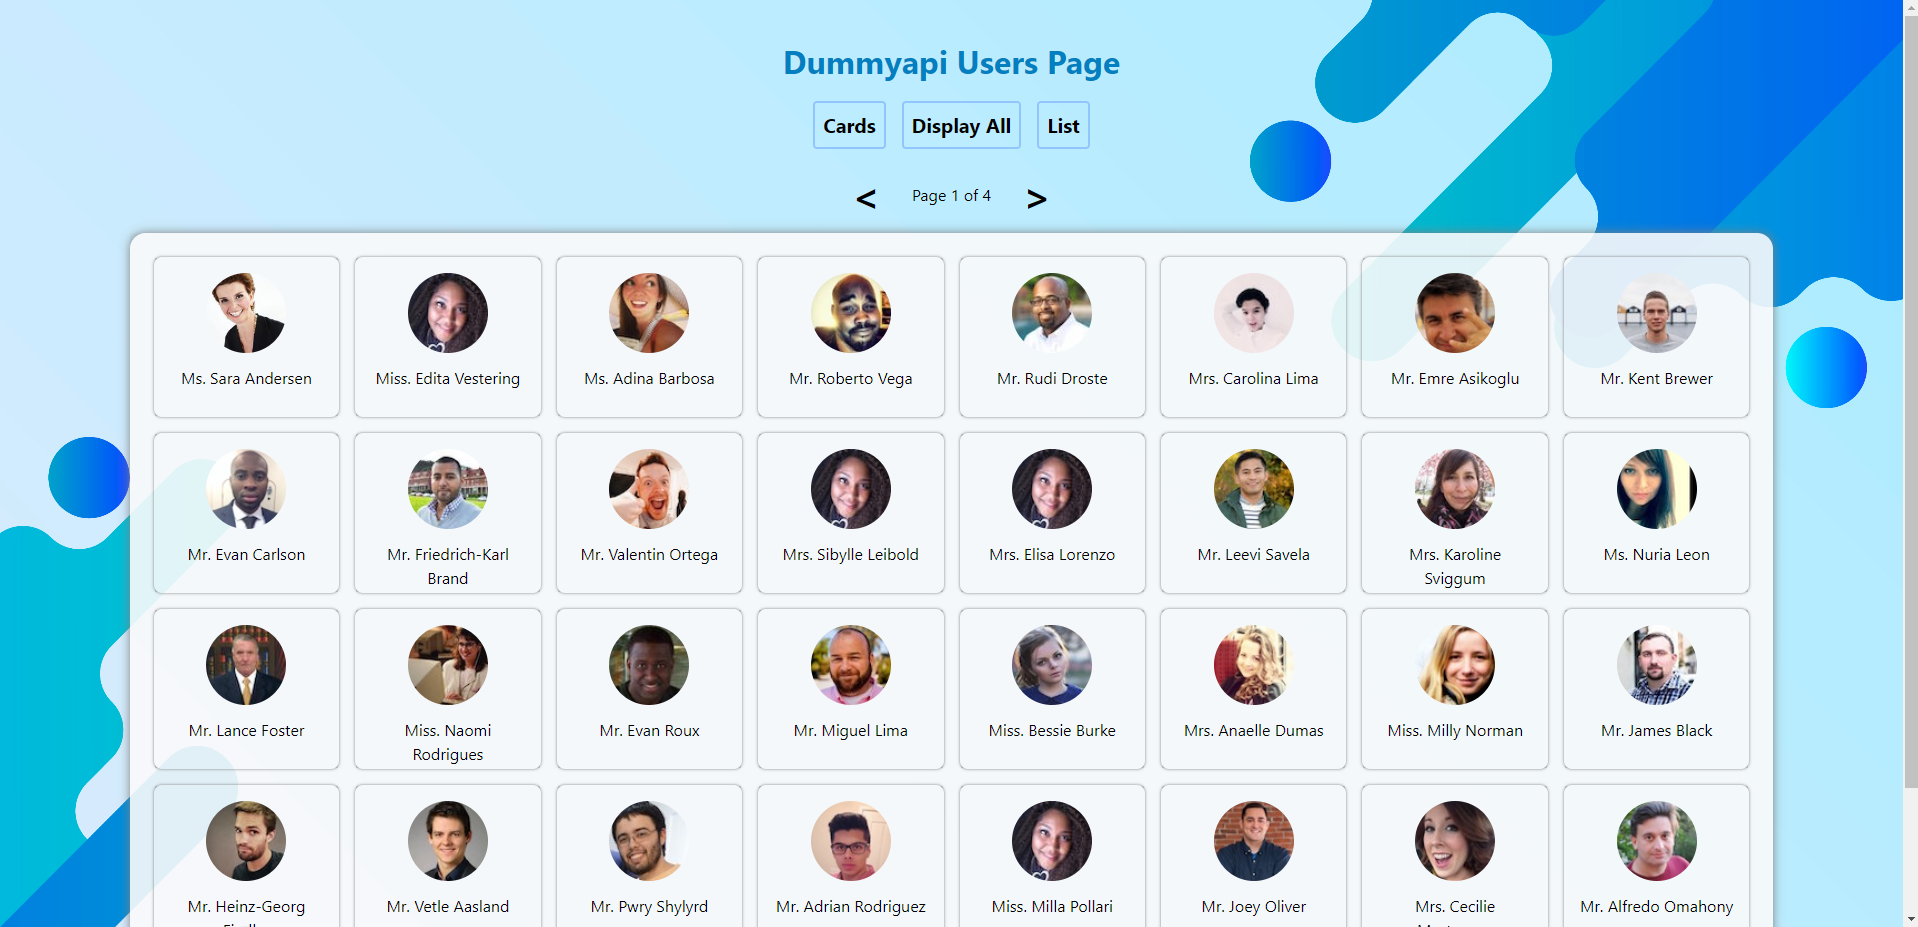 Dummyapi Users Page
Cards Display All List
< Page 1 of 4 >
Ms. Sara Andersen
Miss. Edita Vestering
Ms. Adina Barbosa
Mr. Roberto Vega
Mr. Rudi Droste
Mrs. Carolina Lima
Mr. Emre Asikoglu
Mr. Kent Brewer
Mr. Evan Carlson
Mr. Friedrich-Karl
Brand
Mr. Valentin Ortega
Mrs. Sibylle Leibold
Mrs. Elisa Lorenzo
Mr. Leevi Savela
Mrs. Karoline
Sviggum
Ms. Nuria Leon
Mr. Lance Foster
Miss. Naomi
Rodrigues
Mr. Evan Roux
Mr. Miguel Lima
Miss. Bessie Burke
Mrs. Anaelle Dumas
Miss. Milly Norman
Mr. James Black
Mr. Heinz-Georg
Mr. Vetle Aasland
Mr. Pwry Shylyrd
Mr. Adrian Rodriguez
Miss. Milla Pollari
Mr. Joey Oliver
Mrs. Cecilie
Mr. Alfredo Omahony